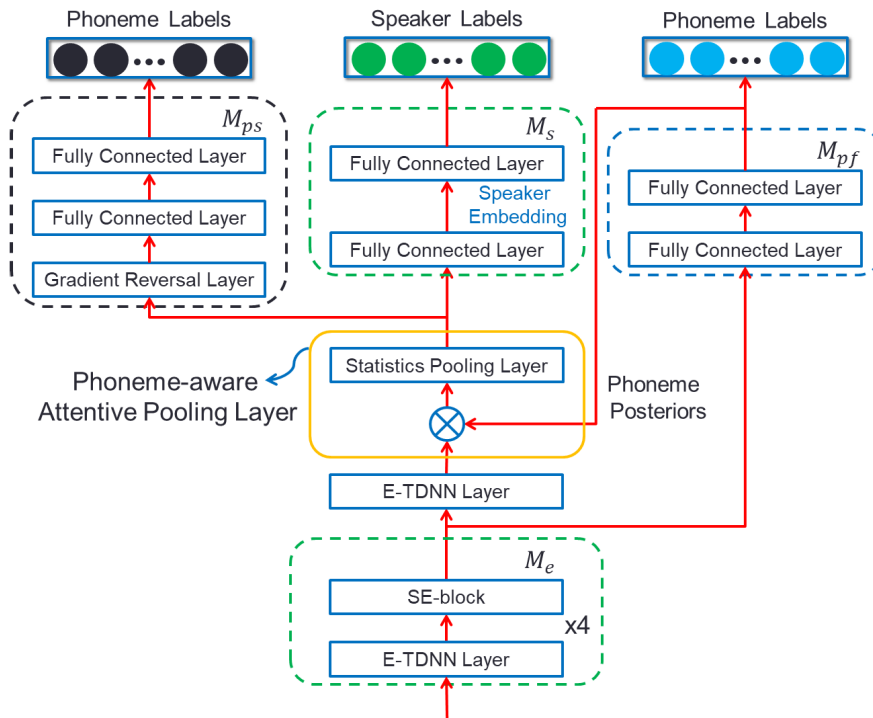 Phoneme Labels
Speaker Labels
Phoneme Labels
M_ps
Fully Connected Layer
Fully Connected Layer
Gradient Reversal Layer
M_s
Fully Connected Layer
Speaker
Embedding
Fully Connected Layer
M_pf
Fully Connected Layer
Fully Connected Layer
Statistics Pooling Layer
Phoneme-aware
Attentive Pooling Layer
Phoneme
Posteriors
E-TDNN Layer
M_e
SE-block
x4
E-TDNN Layer